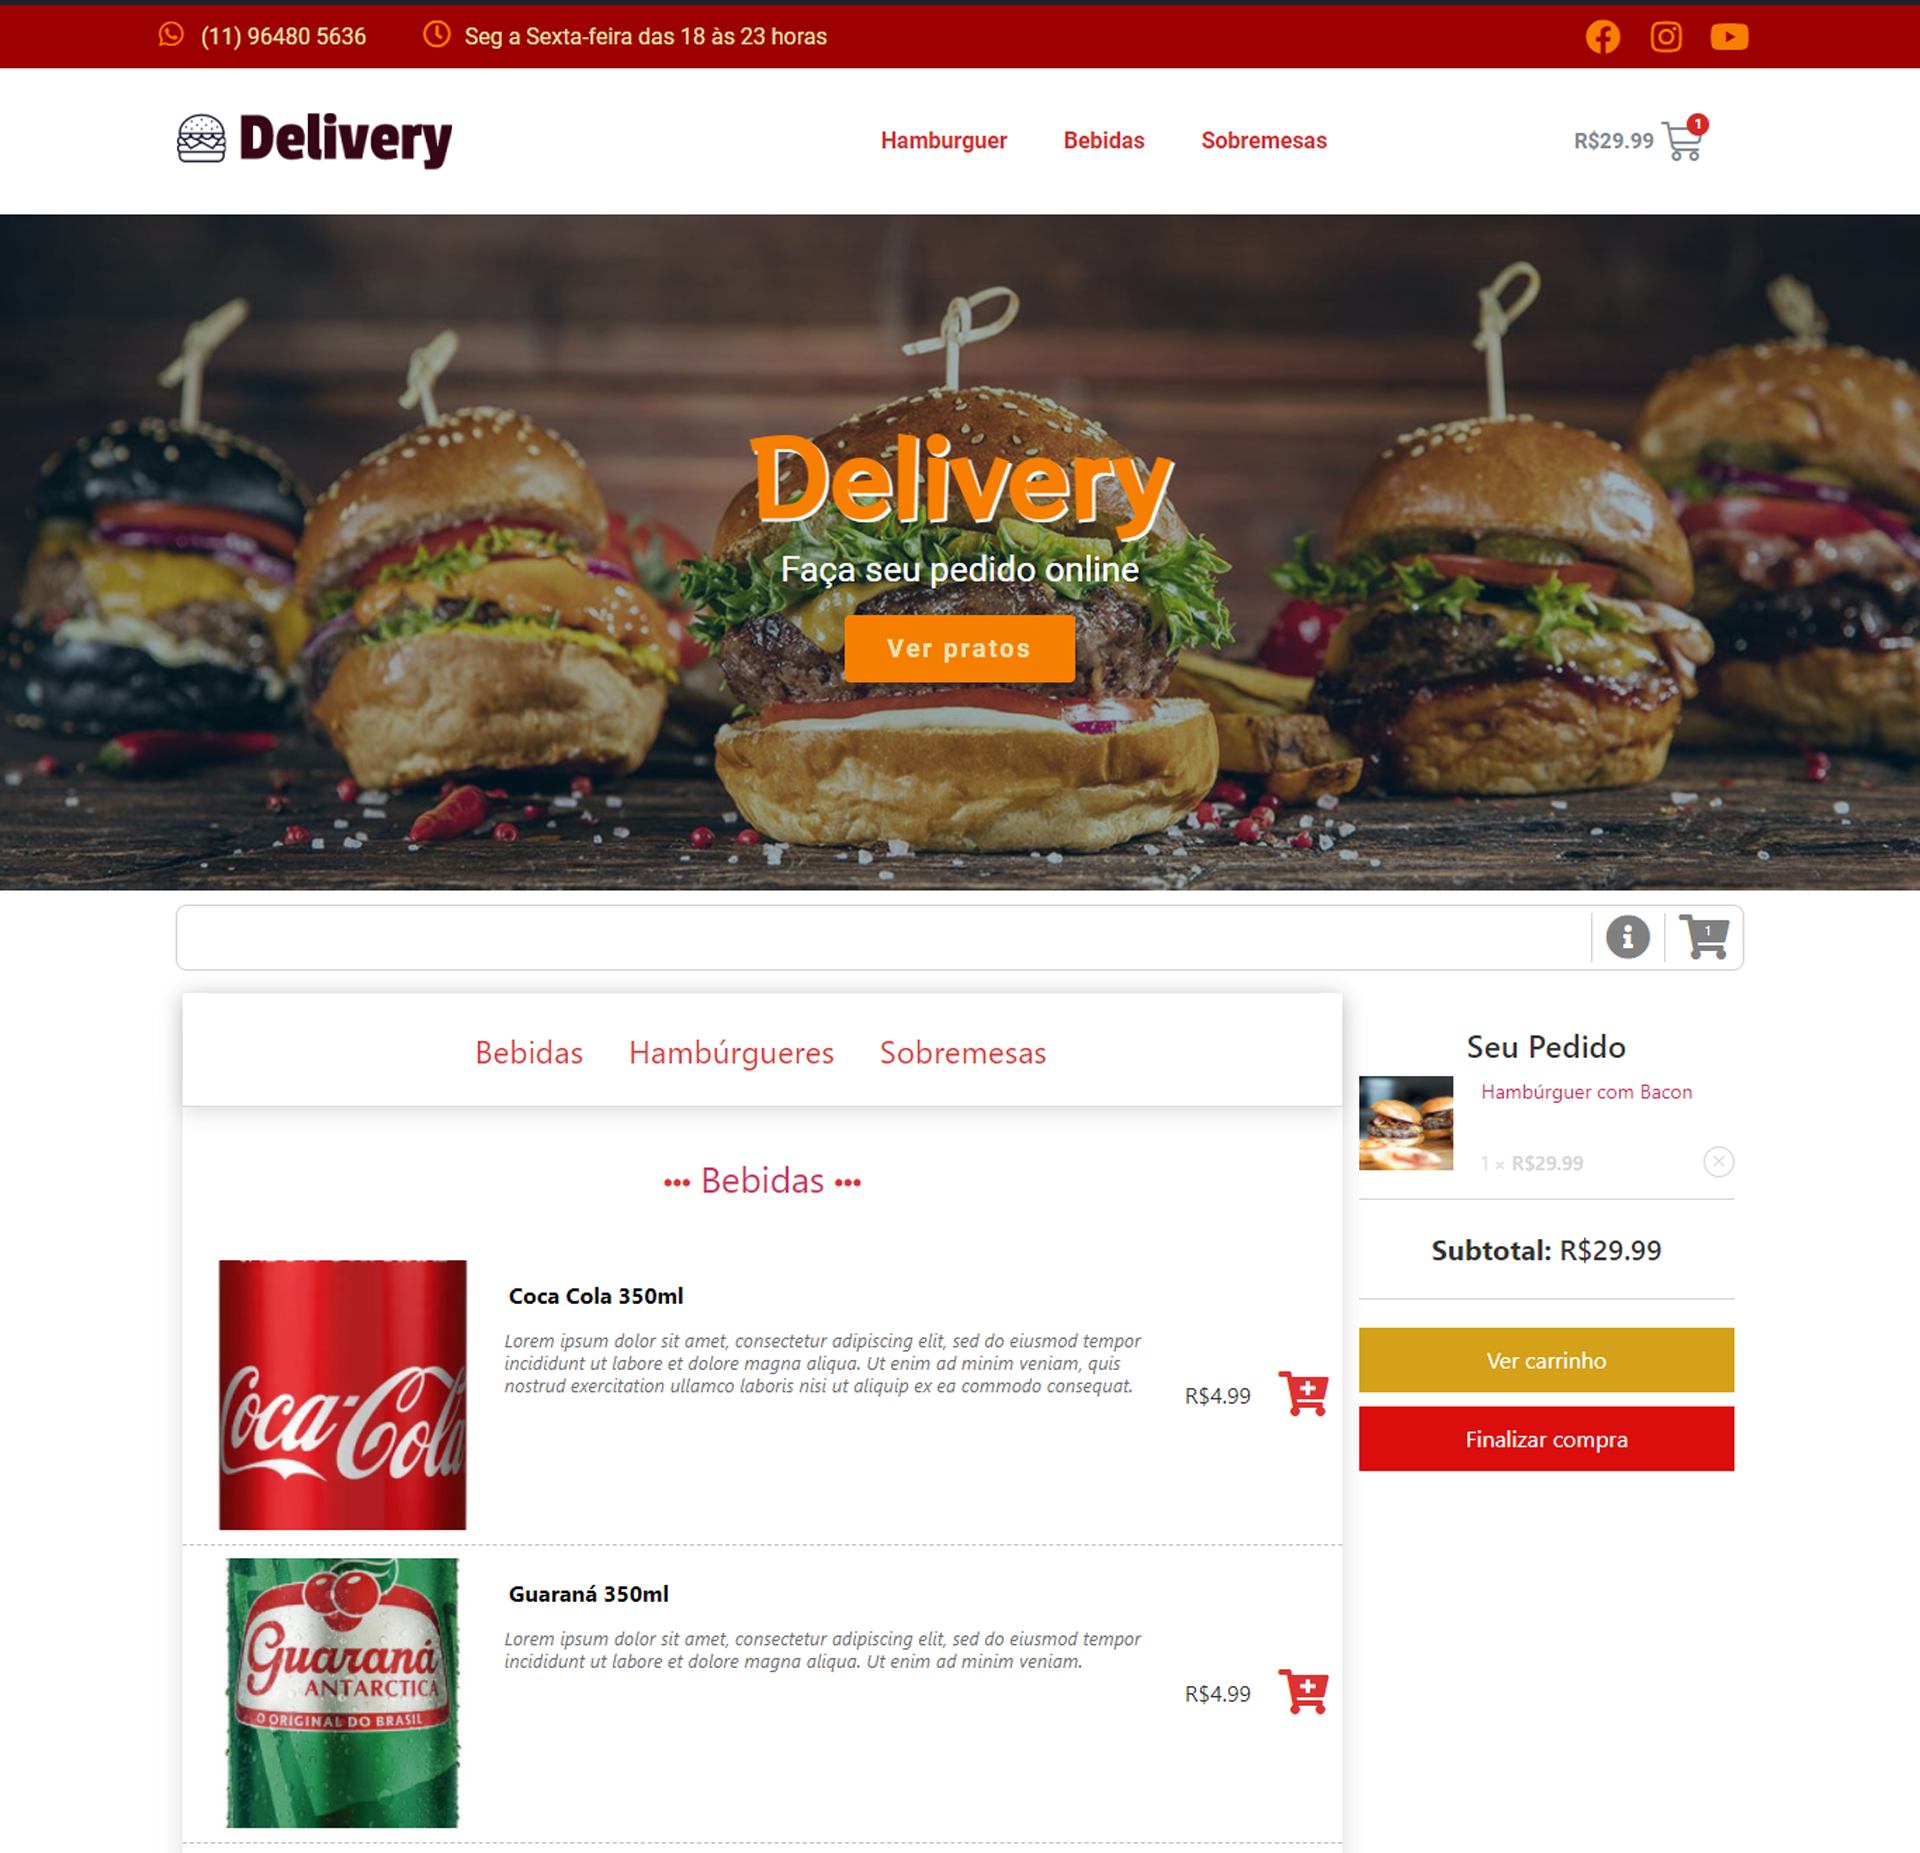 (11) 96480 5636
Seg a Sexta-feira das 18 às 23 horas
Delivery
Hamburguer
Bebidas
Sobremesas
R$29.99
1
Delivery
Faça seu pedido online
Ver pratos
1
Bebidas
Hambúrgueres
Sobremesas
Seu Pedido
Hambúrguer com Bacon
1 × R$29.99
Subtotal: R$29.99
Ver carrinho
Finalizar compra
••• Bebidas •••
Coca-Cola
Coca Cola 350ml
Lorem ipsum dolor sit amet, consectetur adipiscing elit, sed do eiusmod tempor
incididunt ut labore et dolore magna aliqua. Ut enim ad minim veniam, quis
nostrud exercitation ullamco laboris nisi ut aliquip ex ea commodo consequat.
R$4.99
Guaraná
ANTARCTICA
O ORIGINAL DO BRASIL
Guaraná 350ml
Lorem ipsum dolor sit amet, consectetur adipiscing elit, sed do eiusmod tempor
incididunt ut labore et dolore magna aliqua. Ut enim ad minim veniam.
R$4.99